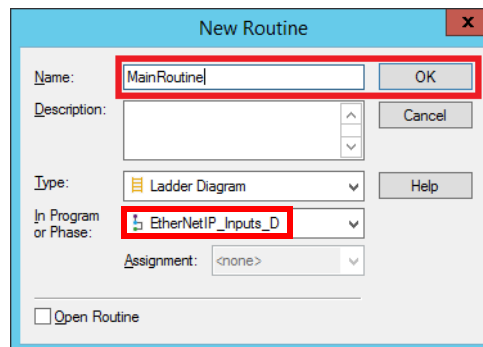 New Routine
x
Name: MainRoutine OK
Description: Cancel
Type: Ladder Diagram Help
In Program
or Phase: EtherNetIP_Inputs_D
Assignment: <none>
Open Routine